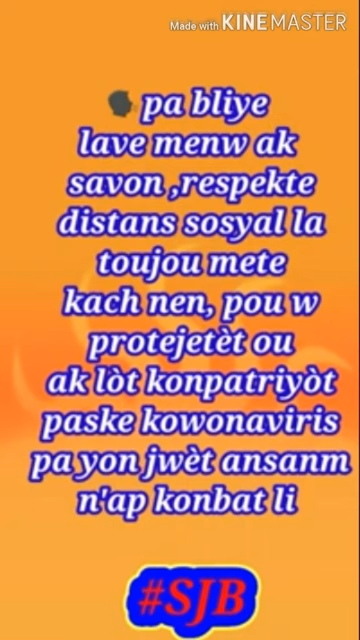 Made with KINEMASTER
pa bliye
lave menw ak
savon ,respekte
distans sosyal la
toujou mete
kach nen, pou w
protejetèt ou
ak lòt konpatriyòt
paske kowonaviris
pa yon jwèt ansanm
n'ap konbat li
#SJB